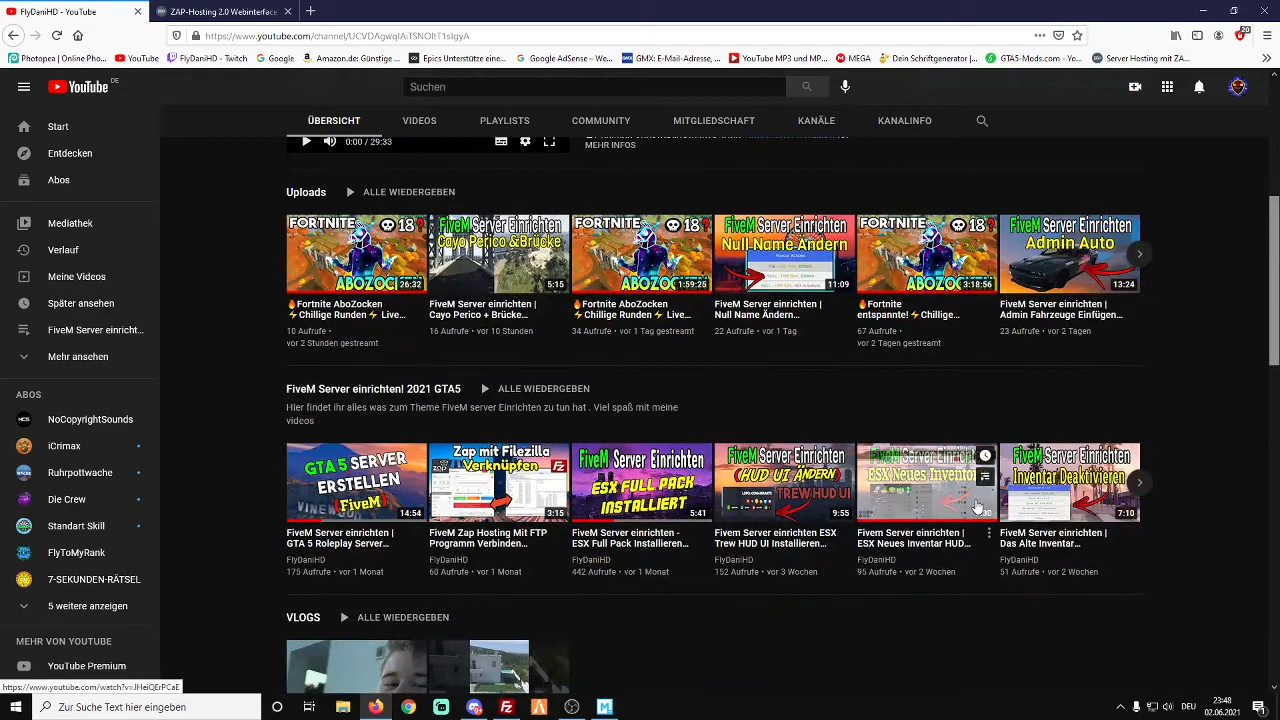 FlyDaniHD - YouTube
ZAP-Hosting 2.0 Webinterface
https://www.youtube.com/channel/UCVDAgwqlAiTSNOltT1sIgyA
20
Photopea | Online Pho...
YouTube
FlyDaniHD - Twitch
Google
Amazon.de: Günstige ...
Epics Unterstütze eine...
Google AdSense – We...
GMX: E-Mail-Adresse, ...
YouTube MP3 und MP...
MEGA
Dein Schriftgenerator | ...
GTA5-Mods.com - You...
Server Hosting mit ZA...
YouTube DE
Suchen
ÜBERSICHT
VIDEOS
PLAYLISTS
COMMUNITY
MITGLIEDSCHAFT
KANÄLE
KANALINFO
Start
Entdecken
Abos
Mediathek
Verlauf
Meine Videos
Später ansehen
FiveM Server einricht...
Mehr ansehen
ABOS
NoCopyrightSounds
iCrimax
Ruhrpottwache
Die Crew
Standart Skill
FlyToMyRank
7-SEKUNDEN-RÄTSEL
5 weitere anzeigen
MEHR VON YOUTUBE
YouTube Premium
0:00 / 29:33
MEHR INFOS
Uploads
ALLE WIEDERGEBEN
FORTNITE 18?
ABOZOC
26:32
FiveM Server Einrichten
Cayo Perico & Brücke
5:15
FORTNITE 18?
ABOZOC
1:59:25
FiveM Server Einrichten
Null Name Ändern
11:09
FORTNITE 18?
ABOZOC
3:18:56
FiveM Server Einrichten
Admin Auto
13:24
🔥Fortnite AboZocken
⚡Chillige Runden⚡ Live...
10 Aufrufe •
vor 2 Stunden gestreamt
FiveM Server einrichten |
Cayo Perico + Brücke...
16 Aufrufe • vor 10 Stunden
🔥Fortnite AboZocken
⚡Chillige Runden⚡ Live...
34 Aufrufe • vor 1 Tag gestreamt
FiveM Server einrichten |
Null Name Ändern...
22 Aufrufe • vor 1 Tag
🔥Fortnite
entspannte!⚡Chillige...
67 Aufrufe •
vor 2 Tagen gestreamt
FiveM Server einrichten |
Admin Fahrzeuge Einfügen...
33 Aufrufe • vor 2 Tagen
FiveM Server einrichten! 2021 GTA5
ALLE WIEDERGEBEN
Hier findet ihr alles was zum Theme FiveM server Einrichten zu tun hat . Viel spaß mit meine
videos
GTA 5 SERVER
ERSTELLEN
FiveM
14:54
Zap mit Filezilla
Verknüpfen
3:15
FiveM Server Einrichten
ESX FULL PACK
INSTALLIERT
5:41
FiveM Server Einrichten
(HUD UI ÄNDERN)
TREW HUD UI
9:55
FiveM Server Einrichten
ESX Neues Inventor
FiveM Server Einrichten
Inventar Deaktivieren
7:10
FiveM Server einrichten |
GTA 5 Roleplay Server...
FlyDaniHD
175 Aufrufe • vor 1 Monat
FiveM Zap Hosting Mit FTP
Programm Verbinden...
FlyDaniHD
60 Aufrufe • vor 1 Monat
FiveM Server einrichten -
ESX Full Pack Installieren...
FlyDaniHD
442 Aufrufe • vor 1 Monat
Fivem Server einrichten ESX
Trew HUD UI Installieren...
FlyDaniHD
152 Aufrufe • vor 3 Wochen
Fivem Server einrichten |
ESX Neues Inventar HUD...
FlyDaniHD
95 Aufrufe • vor 2 Wochen
FiveM Server einrichten |
Das Alte Inventar...
FlyDaniHD
51 Aufrufe • vor 2 Wochen
VLOGS
ALLE WIEDERGEBEN
Zur Suche Text hier eingeben
DEU
23:48
02.06.2021